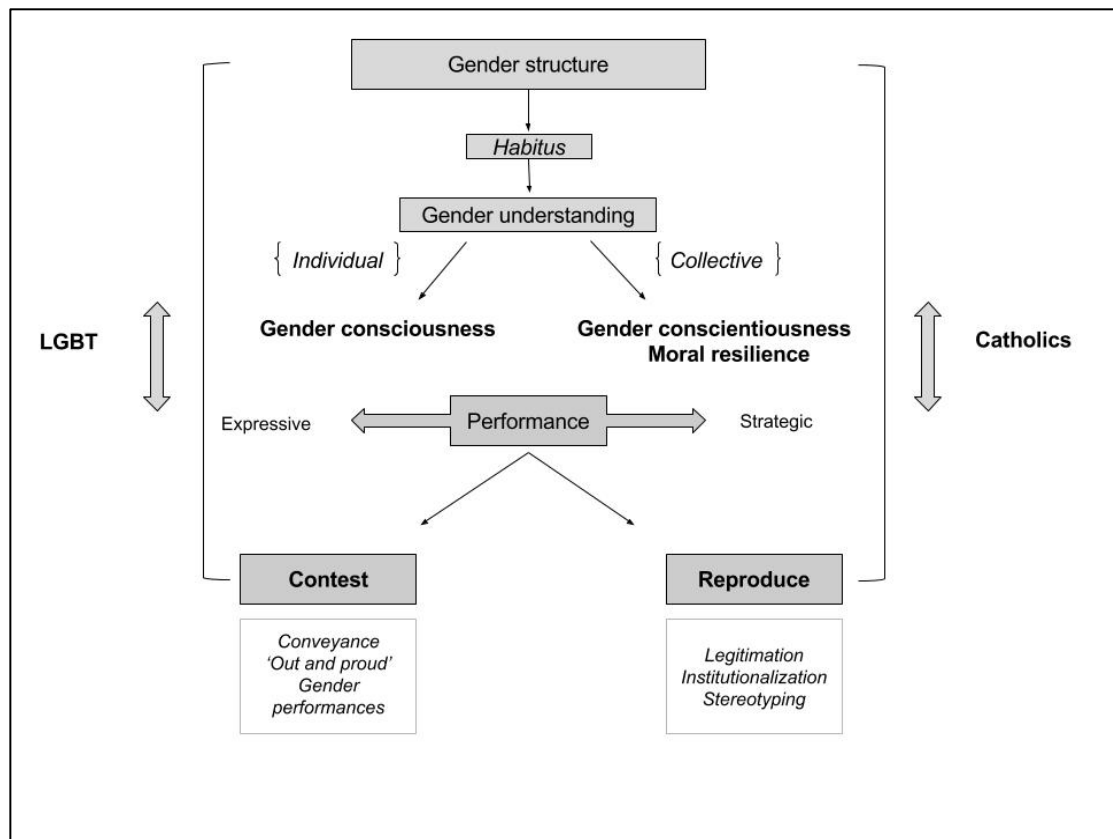 Gender structure
Habitus
Gender understanding
Individual
Collective
Gender consciousness
Gender conscientiousness
Moral resilience
LGBT
Catholics
Expressive
Performance
Strategic
Contest
Reproduce
Conveyance
‘Out and proud’
Gender
performances
Legitimation
Institutionalization
Stereotyping